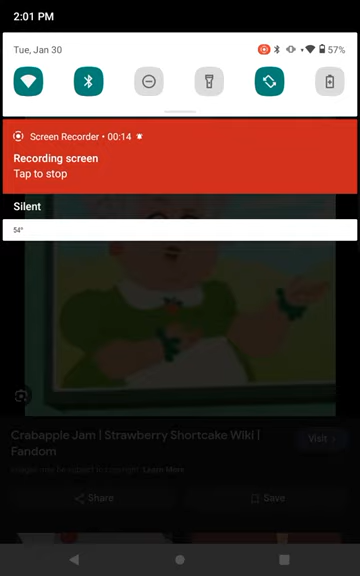 2:01 PM
Tue, Jan 30
57%
Screen Recorder • 00:14
Recording screen
Tap to stop
Silent
54°
Crabapple Jam | Strawberry Shortcake Wiki |
Fandom
Visit
Images may be subject to copyright. Learn More
Share
Save